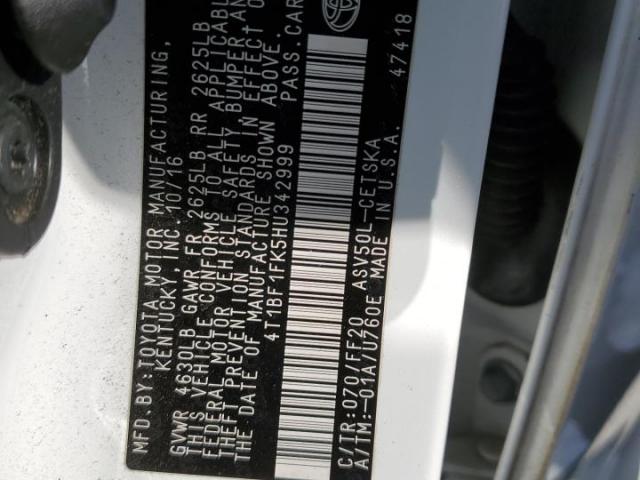 MFD.BY:TOYOTA MOTOR MANUFACTURING,
KENTUCKY, INC. 10/16
GVWR 4630LB GAWR FR 2625LB RR 2625LB
THIS VEHICLE CONFORMS TO ALL APPLICABLE
FEDERAL MOTOR VEHICLE SAFETY, BUMPER AND
THEFT PREVENTION STANDARDS IN EFFECT ON
THE DATE OF MANUFACTURE SHOWN ABOVE.
4T1BF1FK5HU342999 PASS.CAR
C/TR:070/FF20 ASV50L-CETSKA
A/TM:-01A/U760E MADE IN U.S.A. 47418